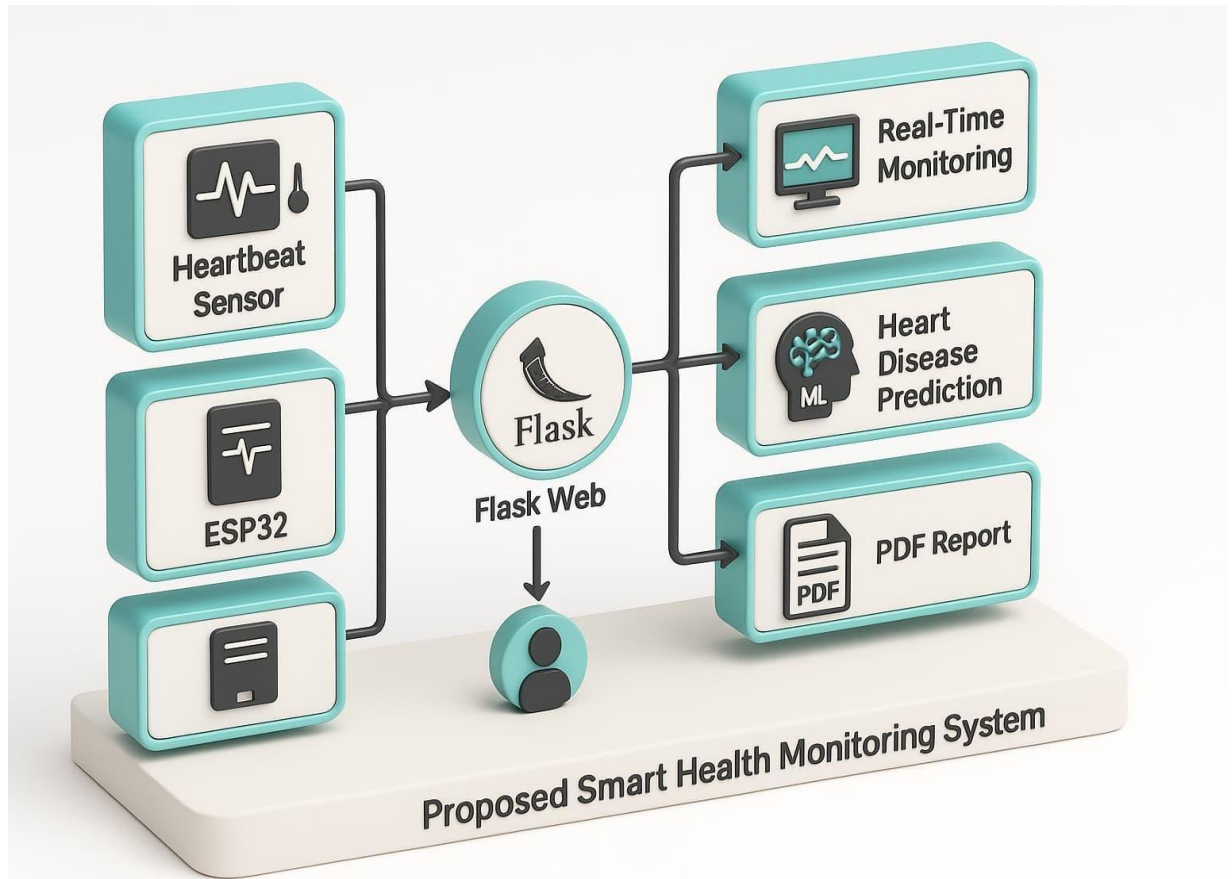 Heartbeat
Sensor
ESP32
Flask
Flask Web
Real-Time
Monitoring
ML
Heart
Disease
Prediction
PDF
PDF Report
Proposed Smart Health Monitoring System